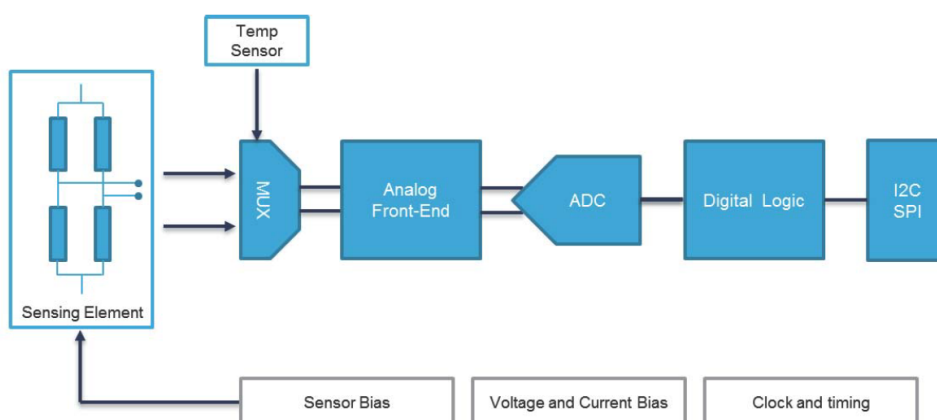 Temp
Sensor
MUX
Analog
Front-End
ADC
Digital Logic
I2C
SPI
Sensing Element
Sensor Bias
Voltage and Current Bias
Clock and timing